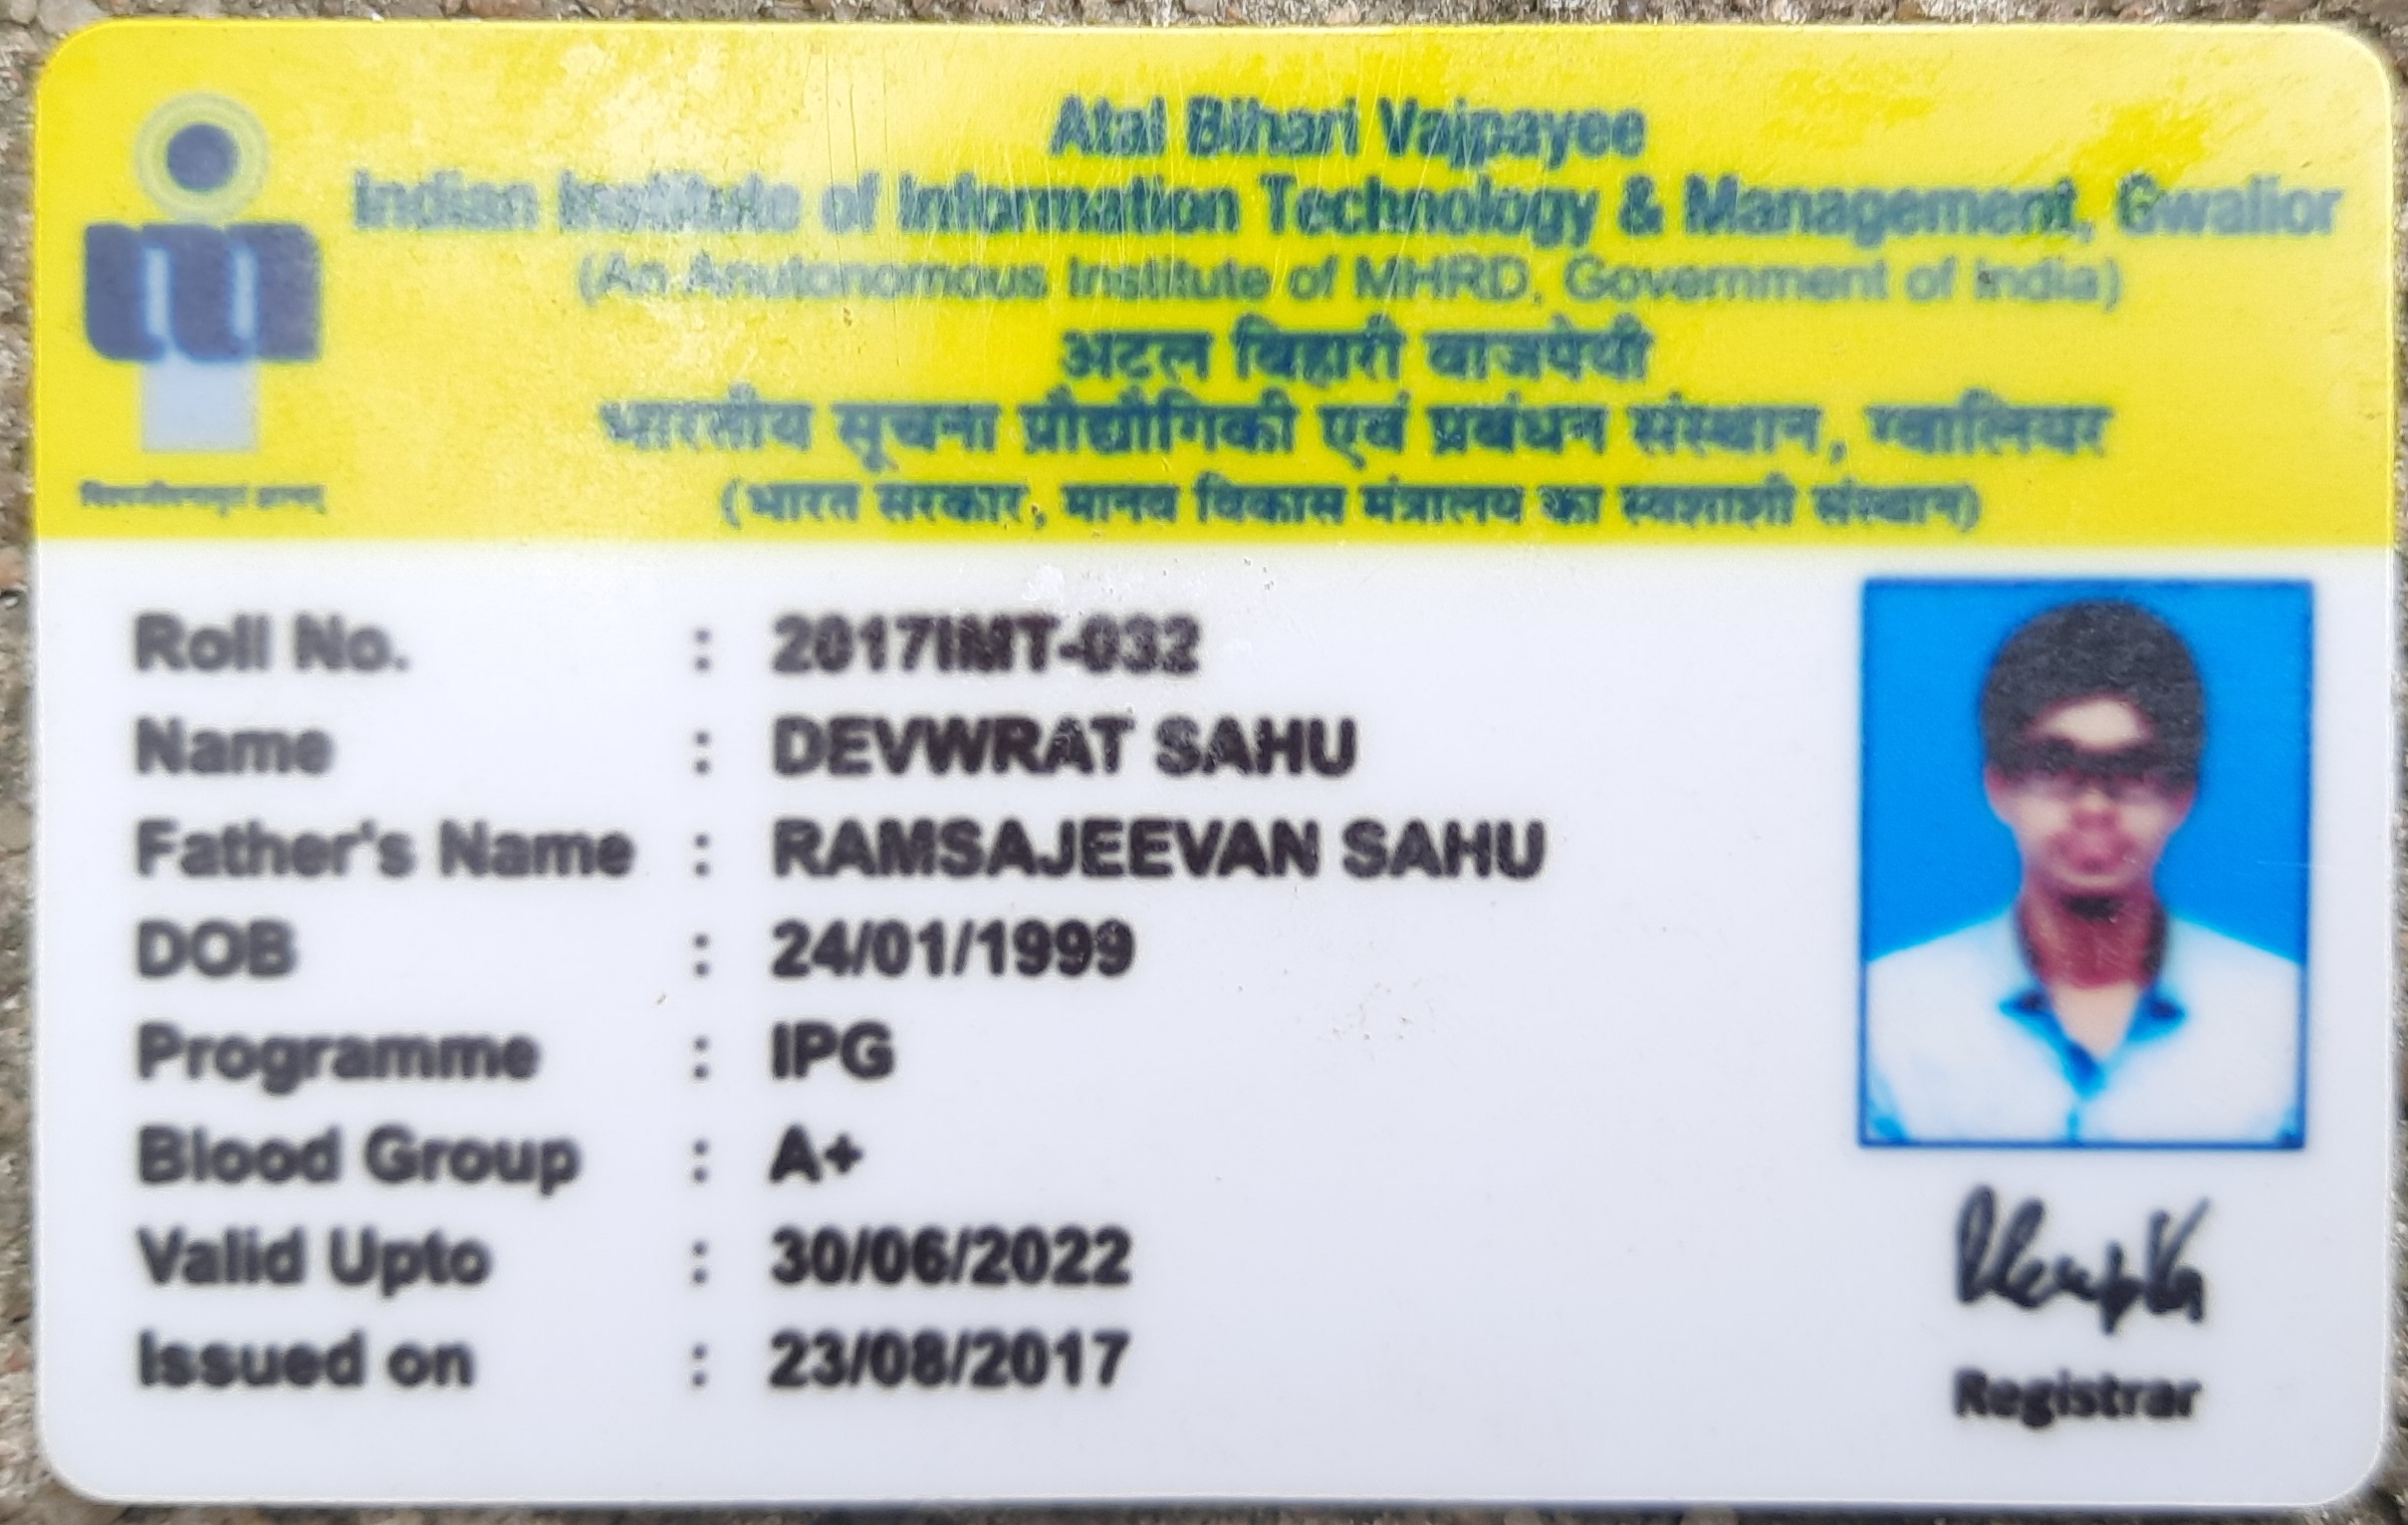 Atal Bihari Vajpayee
Indian Institute of Information Technology & Management, Gwalior
(An Anutonomous Institute of MHRD, Government of India)
अटल बिहारी वाजपेयी
भारतीय सूचना प्रौद्योगिकी एवं प्रबंधन संस्थान, ग्वालियर
(भारत सरकार, मानव विकास मंत्रालय का स्वशाशी संस्थान)
Roll No. : 2017IMT-032
Name : DEVWRAT SAHU
Father's Name : RAMSAJEEVAN SAHU
DOB : 24/01/1999
Programme : IPG
Blood Group : A+
Valid Upto : 30/06/2022
Issued on : 23/08/2017
Registrar